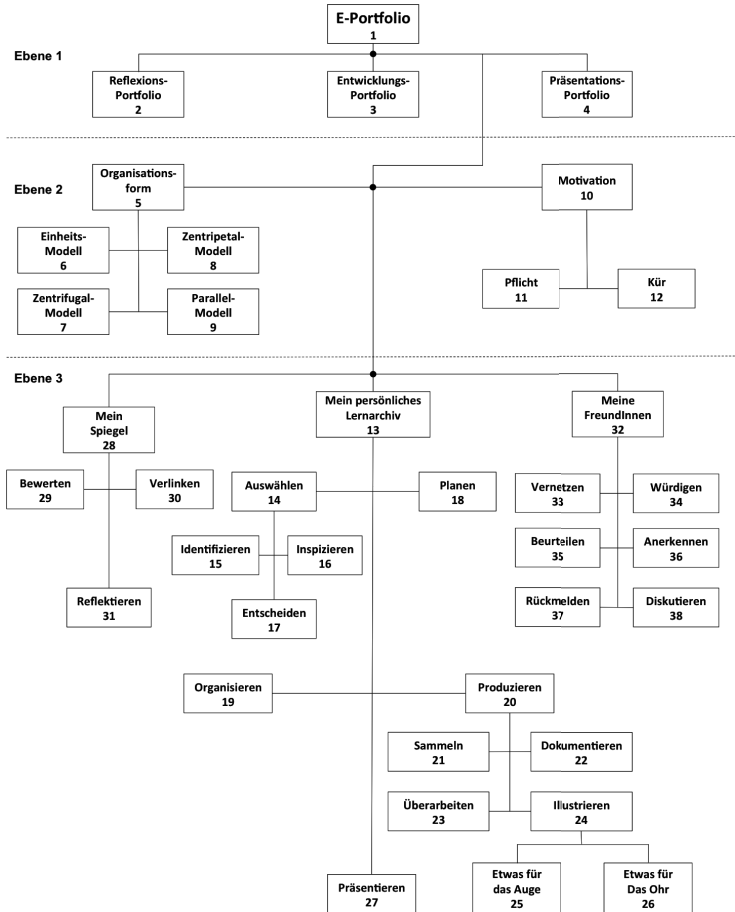 E-Portfolio
1
Ebene 1
Reflexions-
Portfolio
2
Entwicklungs-
Portfolio
3
Präsentations-
Portfolio
4
Ebene 2
Organisations-
form
5
Motivation
10
Einheits-
Modell
6
Zentripetal-
Modell
8
Zentrifugal-
Modell
7
Parallel-
Modell
9
Pflicht
11
Kür
12
Ebene 3
Mein
Spiegel
28
Mein persönliches
Lernarchiv
13
Meine
FreundInnen
32
Bewerten
29
Verlinken
30
Reflektieren
31
Auswählen
14
Planen
18
Identifizieren
15
Inspizieren
16
Entscheiden
17
Vernetzen
33
Würdigen
34
Beurteilen
35
Anerkennen
36
Rückmelden
37
Diskutieren
38
Organisieren
19
Produzieren
20
Sammeln
21
Dokumentieren
22
Überarbeiten
23
Illustrieren
24
Präsentieren
27
Etwas für
das Auge
25
Etwas für
Das Ohr
26